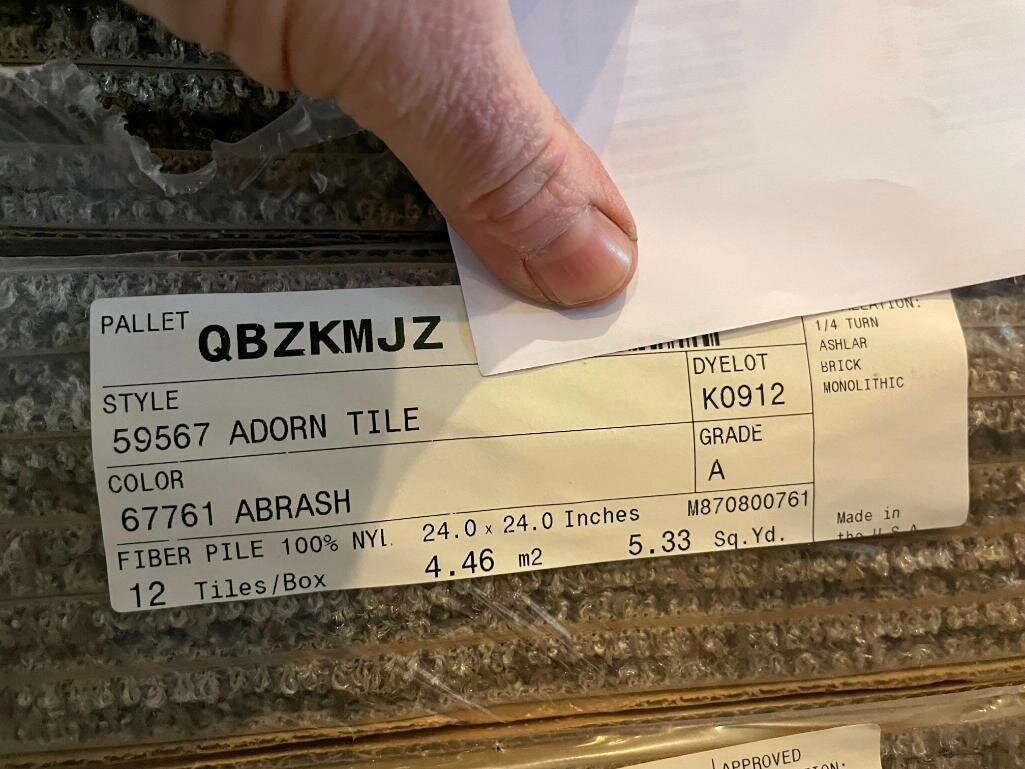 PALLET QBZKMJZ
STYLE
59567 ADORN TILE
DYELOT
K0912
COLOR
67761 ABRASH
GRADE
A
FIBER PILE 100% NYL 24.0 x 24.0 Inches M870800761
12 Tiles/Box 4.46 m2 5.33 Sq.Yd.
1/4 TURN
ASHLAR
BRICK
MONOLITHIC
Made in
the U.S.A.
APPROVED